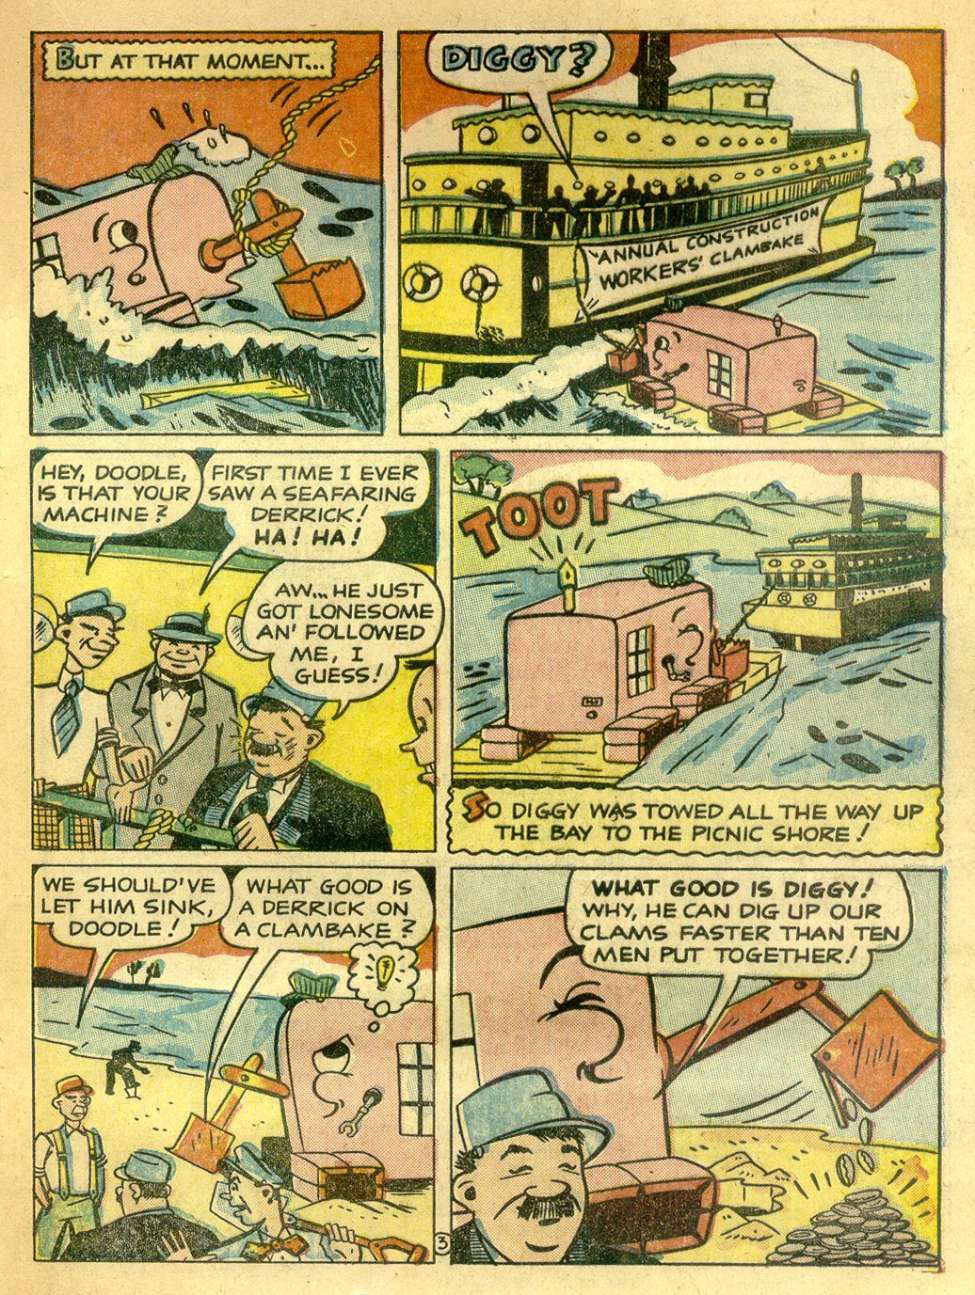 BUT AT THAT MOMENT...
DIGGY?
"ANNUAL CONSTRUCTION
WORKERS' CLAMBAKE"
HEY, DOODLE,
IS THAT YOUR
MACHINE?
FIRST TIME I EVER
SAW A SEAFARING
DERRICK!
HA! HA!
AW... HE JUST
GOT LONESOME
AN' FOLLOWED
ME, I
GUESS!
TOOT
SO DIGGY WAS TOWED ALL THE WAY UP
THE BAY TO THE PICNIC SHORE!
WE SHOULD'VE
LET HIM SINK,
DOODLE!
WHAT GOOD IS
A DERRICK ON
A CLAMBAKE?
WHAT GOOD IS DIGGY!
WHY, HE CAN DIG UP OUR
CLAMS FASTER THAN TEN
MEN PUT TOGETHER!
3